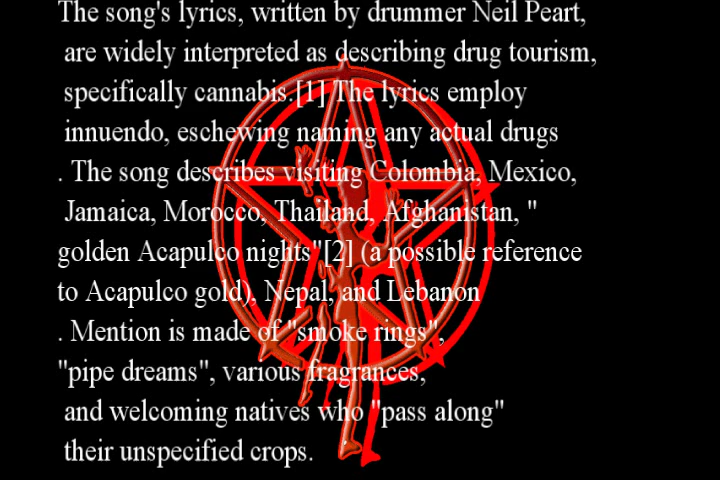 The song's lyrics, written by drummer Neil Peart,
are widely interpreted as describing drug tourism,
specifically cannabis.[1] The lyrics employ
innuendo, eschewing naming any actual drugs
. The song describes visiting Colombia, Mexico,
Jamaica, Morocco, Thailand, Afghanistan, "
golden Acapulco nights"[2] (a possible reference
to Acapulco gold), Nepal, and Lebanon
. Mention is made of "smoke rings",
"pipe dreams", various fragrances,
and welcoming natives who "pass along"
their unspecified crops.